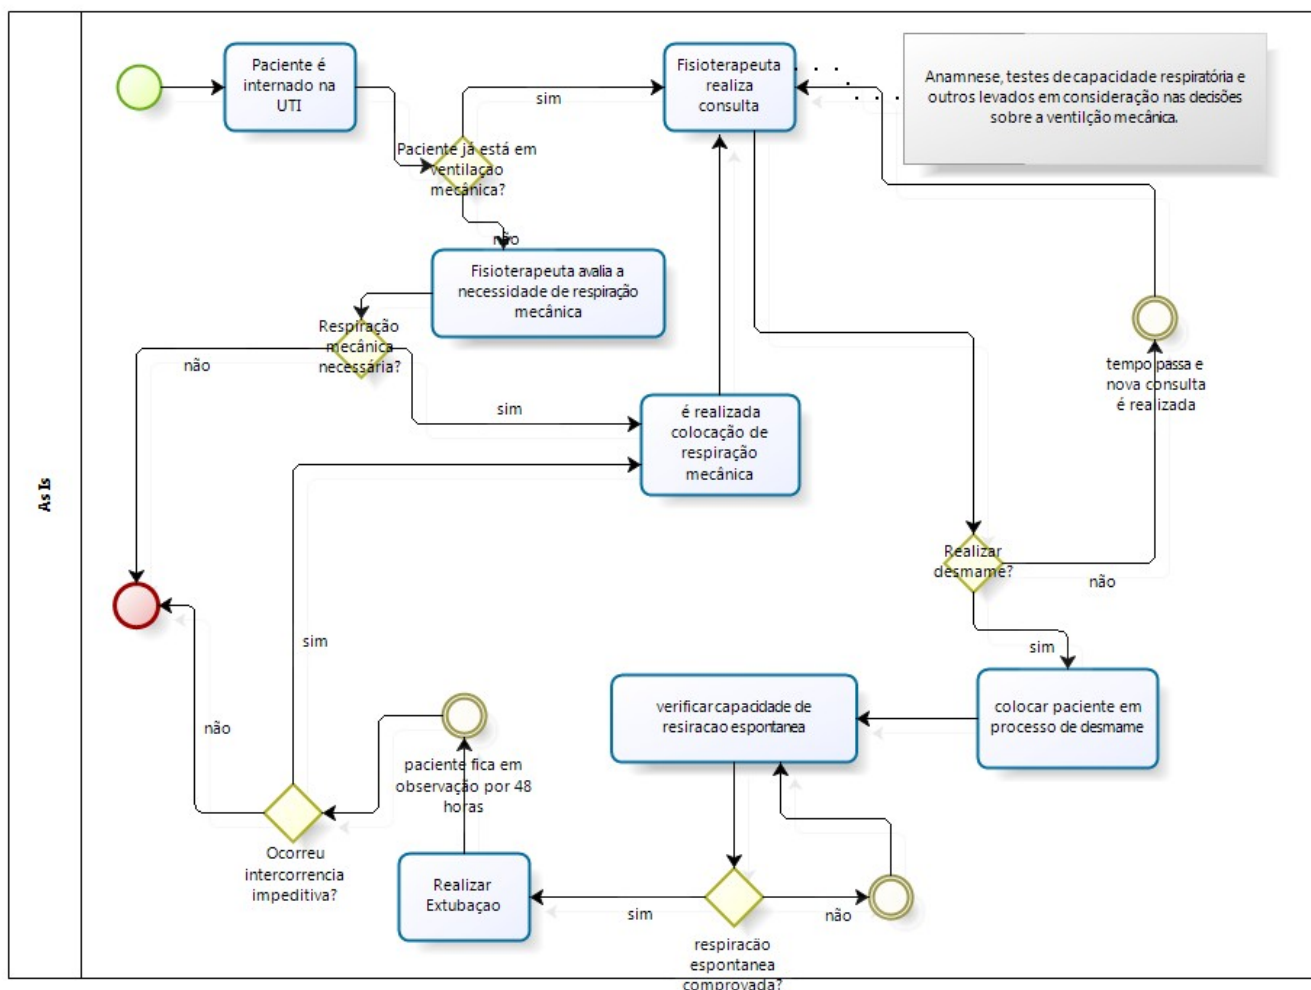 As Is
Paciente é
internado na
UTI
Paciente já está em
ventilação
mecânica?
sim
não
Fisioterapeuta
realiza
consulta
Anamnese, testes de capacidade respiratória e
outros levados em consideração nas decisões
sobre a ventilção mecânica.
Fisioterapeuta avalia a
necessidade de respiração
mecânica
Respiração
mecânica
necessária?
não
sim
é realizada
colocação de
respiração
mecânica
tempo passa e
nova consulta
é realizada
Realizar
desmame?
não
sim
colocar paciente em
processo de desmame
verificar capacidade de
resiracao espontanea
respiracão
espontanea
comprovada?
não
sim
Realizar
Extubaçao
paciente fica em
observação por 48
horas
Ocorreu
intercorrencia
impeditiva?
sim
não